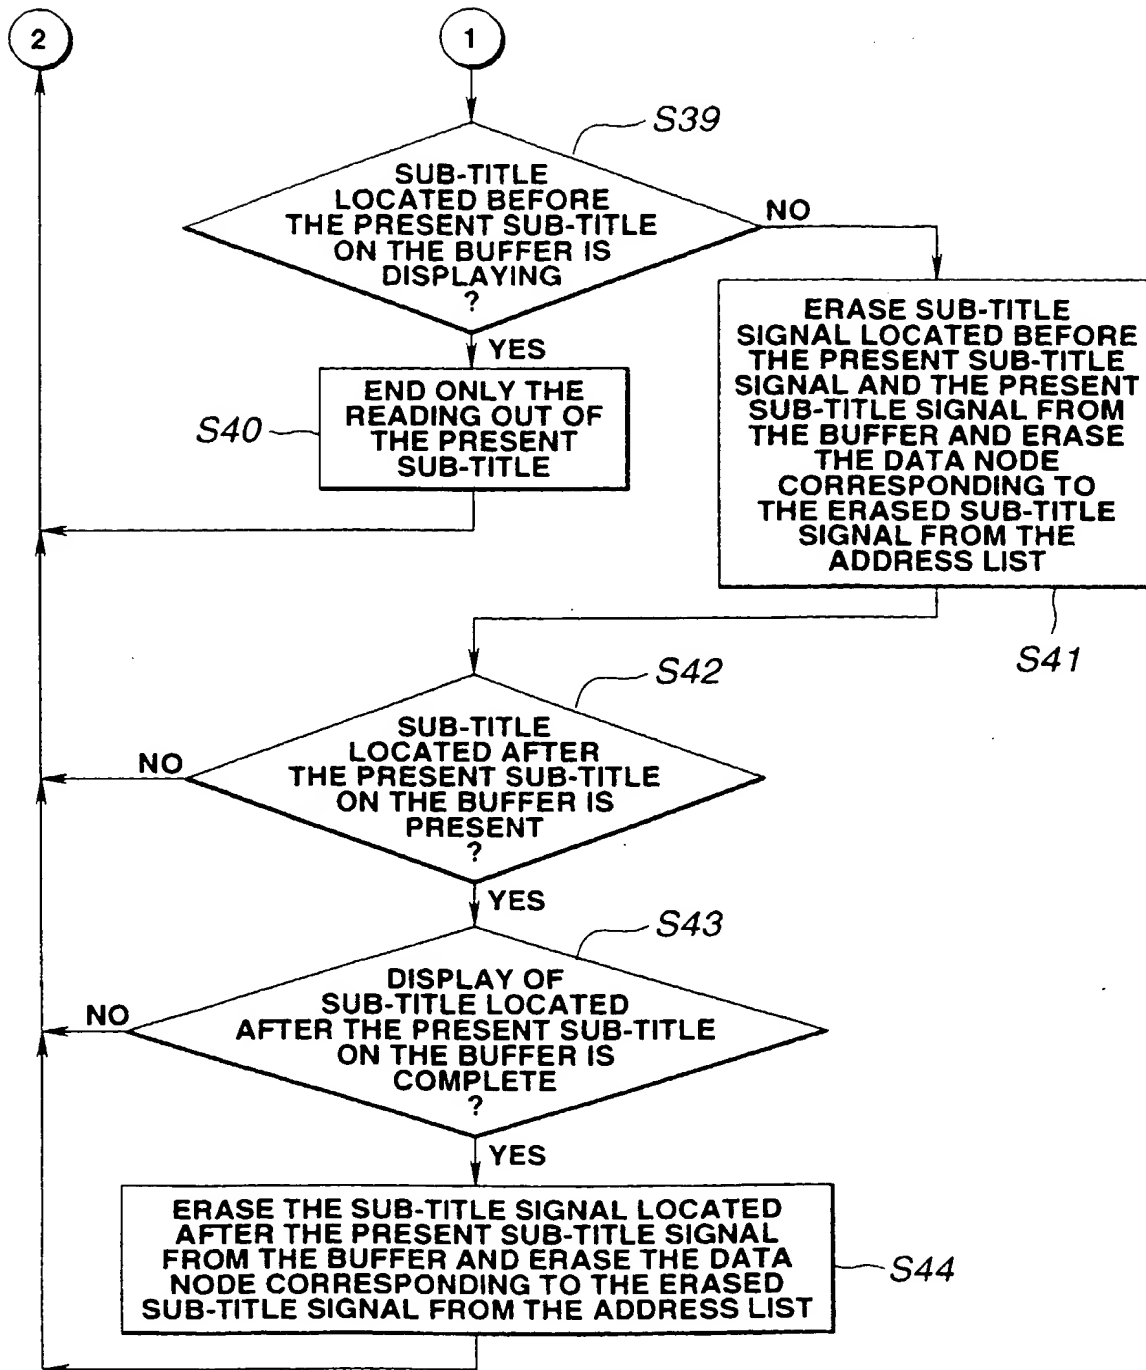 2
1
S39
SUB-TITLE
LOCATED BEFORE
THE PRESENT SUB-TITLE
ON THE BUFFER IS
DISPLAYING
?
NO
YES
END ONLY THE
READING OUT OF
THE PRESENT
SUB-TITLE
S40
ERASE SUB-TITLE
SIGNAL LOCATED BEFORE
THE PRESENT SUB-TITLE
SIGNAL AND THE PRESENT
SUB-TITLE SIGNAL FROM
THE BUFFER AND ERASE
THE DATA NODE
CORRESPONDING TO
THE ERASED SUB-TITLE
SIGNAL FROM THE
ADDRESS LIST
S41
S42
SUB-TITLE
LOCATED AFTER
THE PRESENT SUB-TITLE
ON THE BUFFER IS
PRESENT
?
NO
YES
S43
DISPLAY OF
SUB-TITLE LOCATED
AFTER THE PRESENT SUB-TITLE
ON THE BUFFER IS
COMPLETE
?
NO
YES
ERASE THE SUB-TITLE SIGNAL LOCATED
AFTER THE PRESENT SUB-TITLE SIGNAL
FROM THE BUFFER AND ERASE THE DATA
NODE CORRESPONDING TO THE ERASED
SUB-TITLE SIGNAL FROM THE ADDRESS LIST
S44